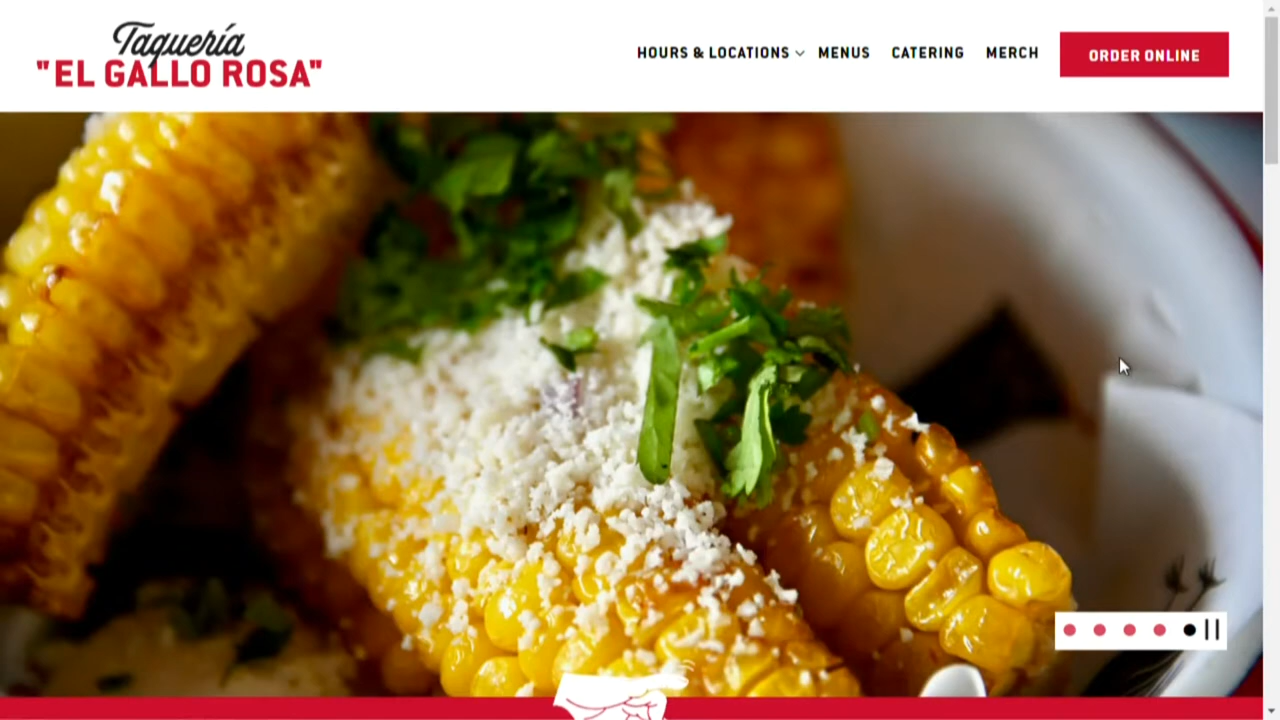 Taquería
"EL GALLO ROSA"
HOURS & LOCATIONS MENUS CATERING MERCH ORDER ONLINE